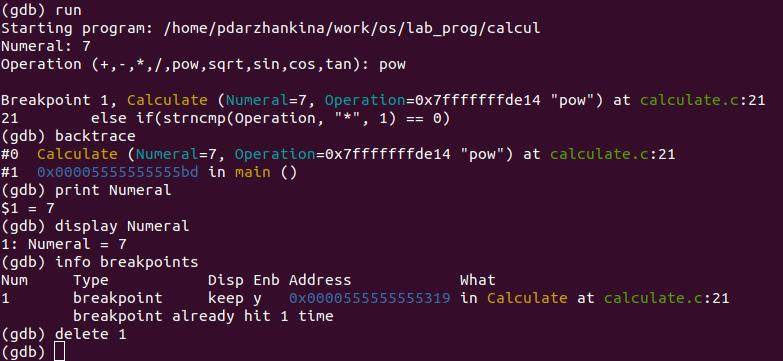 (gdb) run
Starting program: /home/pdarzhankina/work/os/lab_prog/calcul
Numeral: 7
Operation (+,-,*,/,pow,sqrt,sin,cos,tan): pow

Breakpoint 1, Calculate (Numeral=7, Operation=0x7fffffffde14 "pow") at calculate.c:21
21        else if(strncmp(Operation, "*", 1) == 0)
(gdb) backtrace
#0  Calculate (Numeral=7, Operation=0x7fffffffde14 "pow") at calculate.c:21
#1  0x00005555555555bd in main ()
(gdb) print Numeral
$1 = 7
(gdb) display Numeral
1: Numeral = 7
(gdb) info breakpoints
Num     Type           Disp Enb Address            What
1       breakpoint     keep y   0x0000555555555319 in Calculate at calculate.c:21
        breakpoint already hit 1 time
(gdb) delete 1
(gdb)